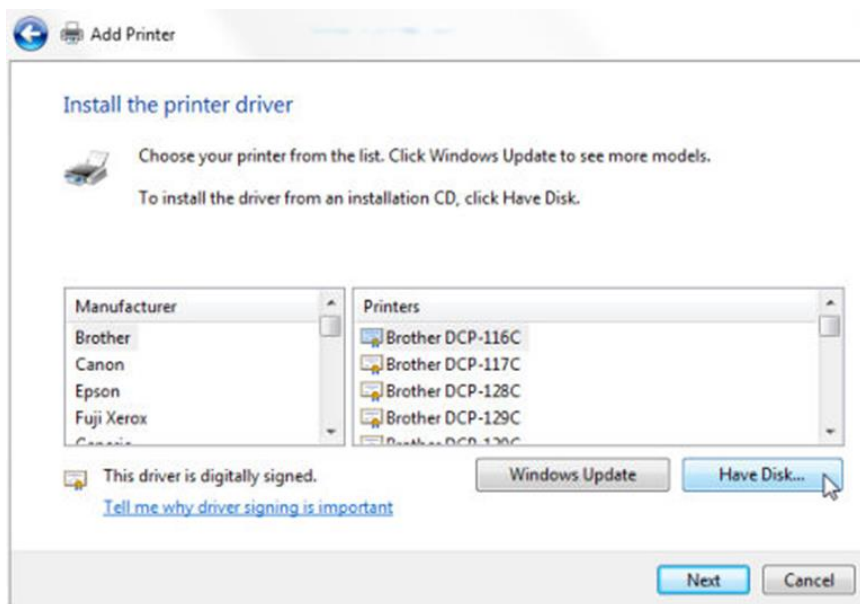 Add Printer
Install the printer driver
Choose your printer from the list. Click Windows Update to see more models.
To install the driver from an installation CD, click Have Disk.
Manufacturer
Brother
Canon
Epson
Fuji Xerox
Printers
Brother DCP-116C
Brother DCP-117C
Brother DCP-128C
Brother DCP-129C
This driver is digitally signed.
Tell me why driver signing is important
Windows Update
Have Disk...
Next
Cancel